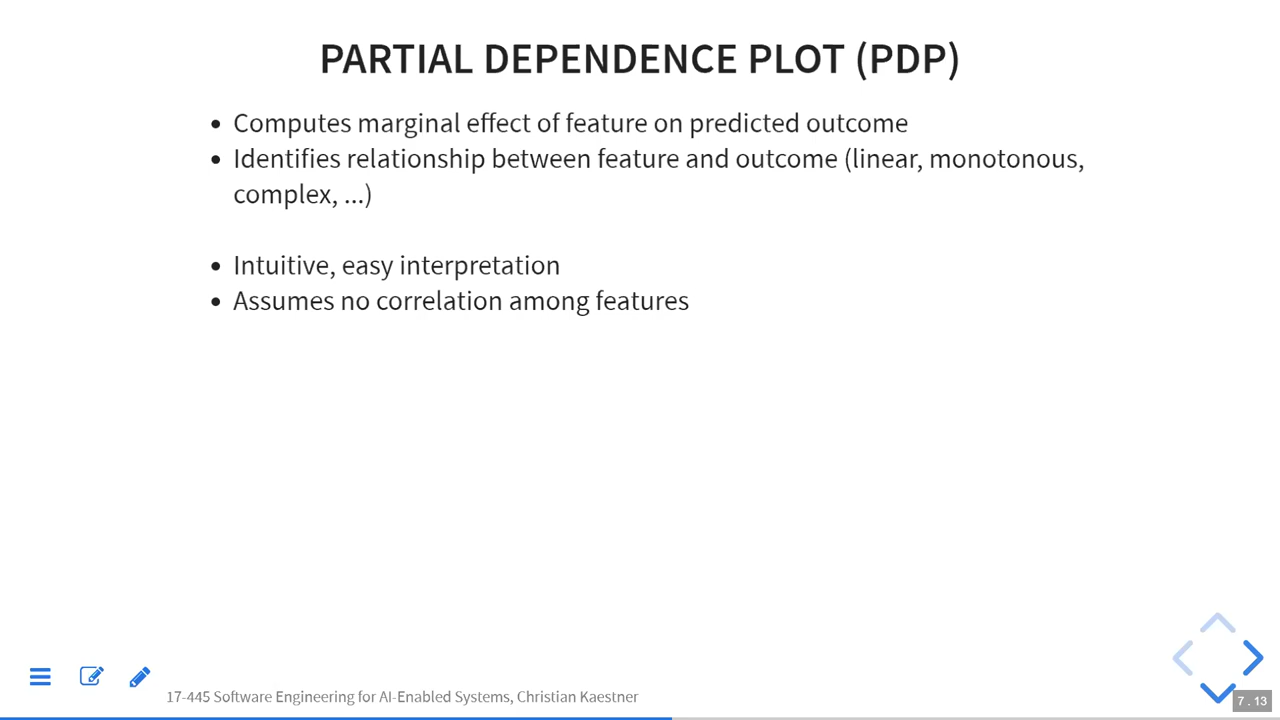 PARTIAL DEPENDENCE PLOT (PDP)
• Computes marginal effect of feature on predicted outcome
• Identifies relationship between feature and outcome (linear, monotonous,
complex, ...)
• Intuitive, easy interpretation
• Assumes no correlation among features
17-445 Software Engineering for AI-Enabled Systems, Christian Kaestner
7 . 13